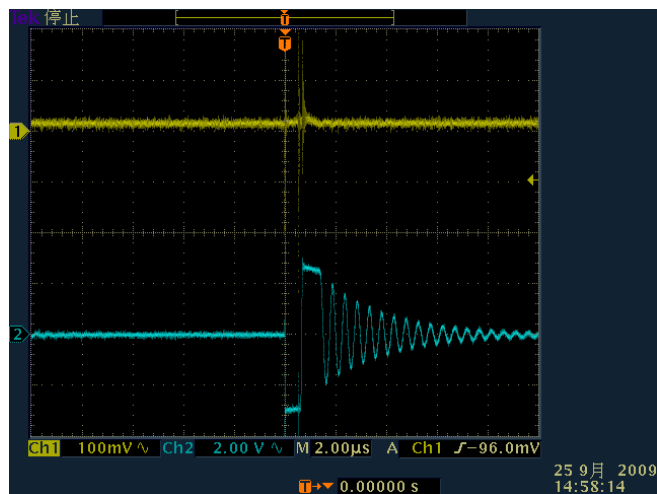 Tek 停止
T
T
1
2
Ch1 100mV∿ Ch2 2.00 V∿ M 2.00µs A Ch1 ƒ-96.0mV
25 9月 2009
T→▼ 0.00000 s 14:58:14